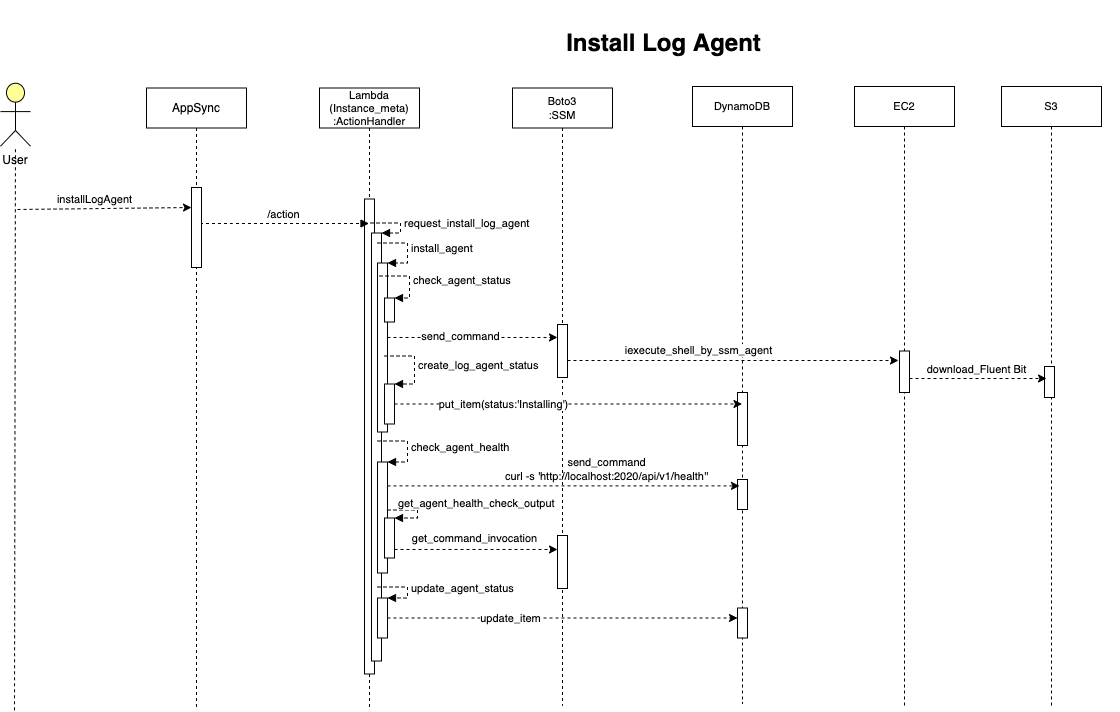 Install Log Agent
User
AppSync
Lambda
(Instance_meta)
:ActionHandler
Boto3
:SSM
DynamoDB
EC2
S3
installLogAgent
/action
request_install_log_agent
install_agent
check_agent_status
send_command
iexecute_shell_by_ssm_agent
create_log_agent_status
download_Fluent Bit
put_item(status:'Installing')
check_agent_health
send_command
curl -s 'http://localhost:2020/api/v1/health"
get_agent_health_check_output
get_command_invocation
update_agent_status
update_item